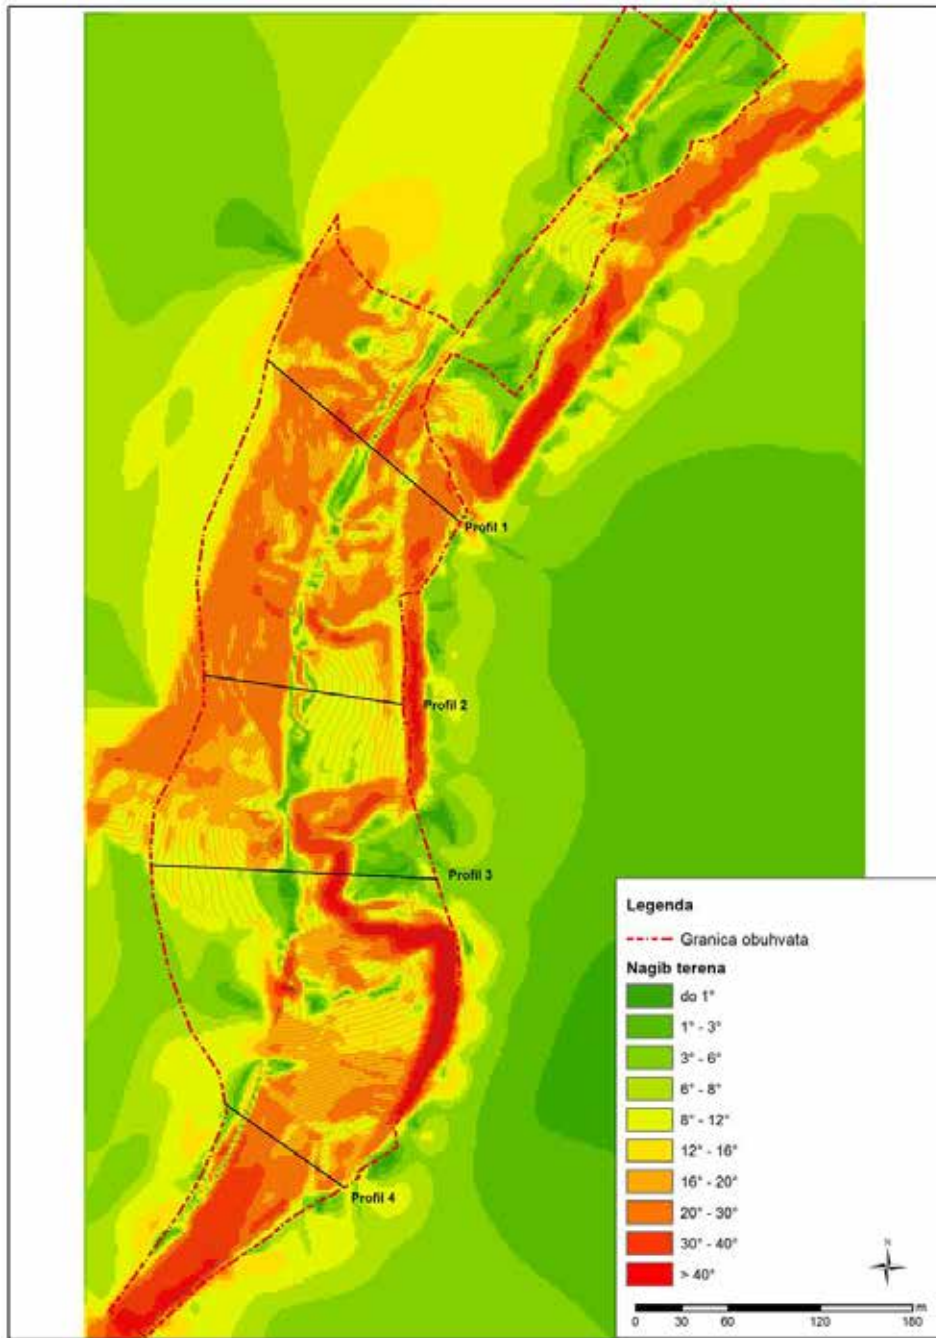 Profil 1
Profil 2
Profil 3
Profil 4
Legenda
Granica obuhvata
Nagib terena
do 1°
1° - 3°
3° - 6°
6° - 8°
8° - 12°
12° - 16°
16° - 20°
20° - 30°
30° - 40°
> 40°
N
m
0 30 60 120 180